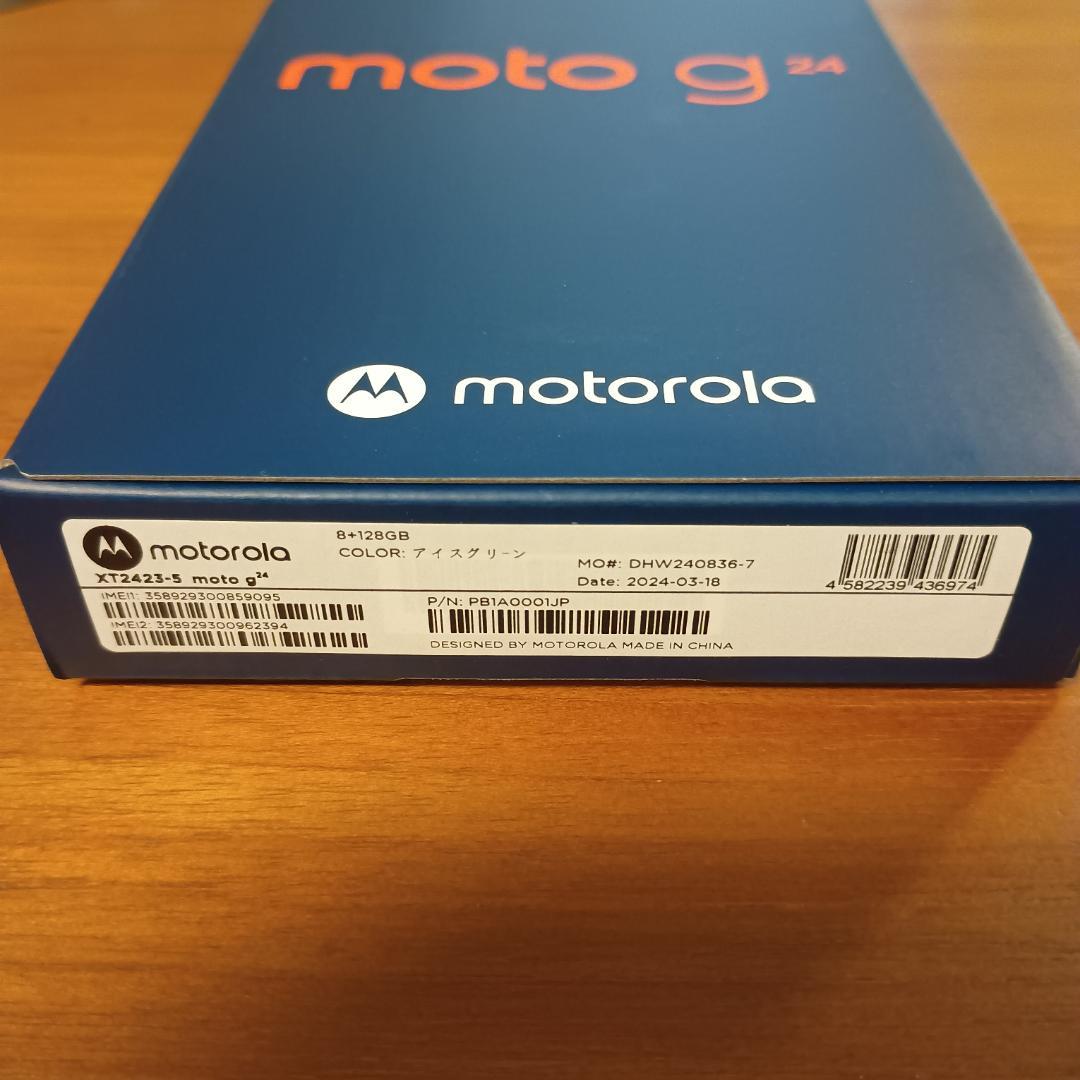 moto g 24
motorola
motorola
XT2423-5 moto g24
8+128GB
COLOR: アイスグリーン
MO#: DHW240836-7
Date: 2024-03-18
4 582239 436974
IMEI1: 358929300859095
IMEI2: 358929300962394
P/N: PB1A0001JP
DESIGNED BY MOTOROLA MADE IN CHINA